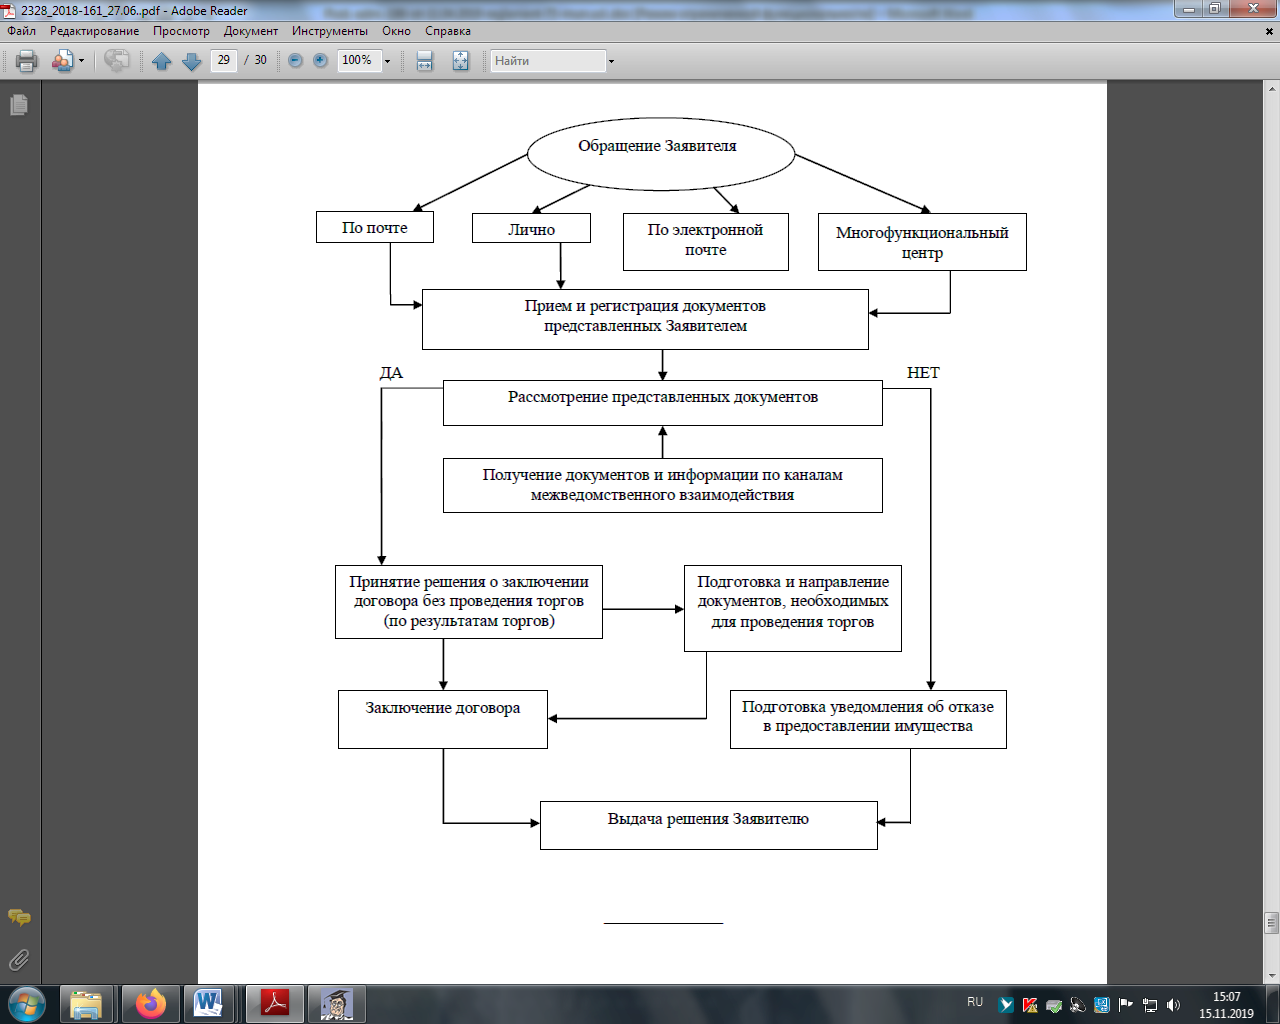 2328_2018-161_27.06..pdf - Adobe Reader
Файл Редактирование Просмотр Документ Инструменты Окно Справка
29 / 30 100% Найти
Обращение Заявителя
По почте
Лично
По электронной
почте
Многофункциональный
центр
Прием и регистрация документов
представленных Заявителем
ДА
НЕТ
Рассмотрение представленных документов
Получение документов и информации по каналам
межведомственного взаимодействия
Принятие решения о заключении
договора без проведения торгов
(по результатам торгов)
Подготовка и направление
документов, необходимых
для проведения торгов
Заключение договора
Подготовка уведомления об отказе
в предоставлении имущества
Выдача решения Заявителю
RU
15:07
15.11.2019